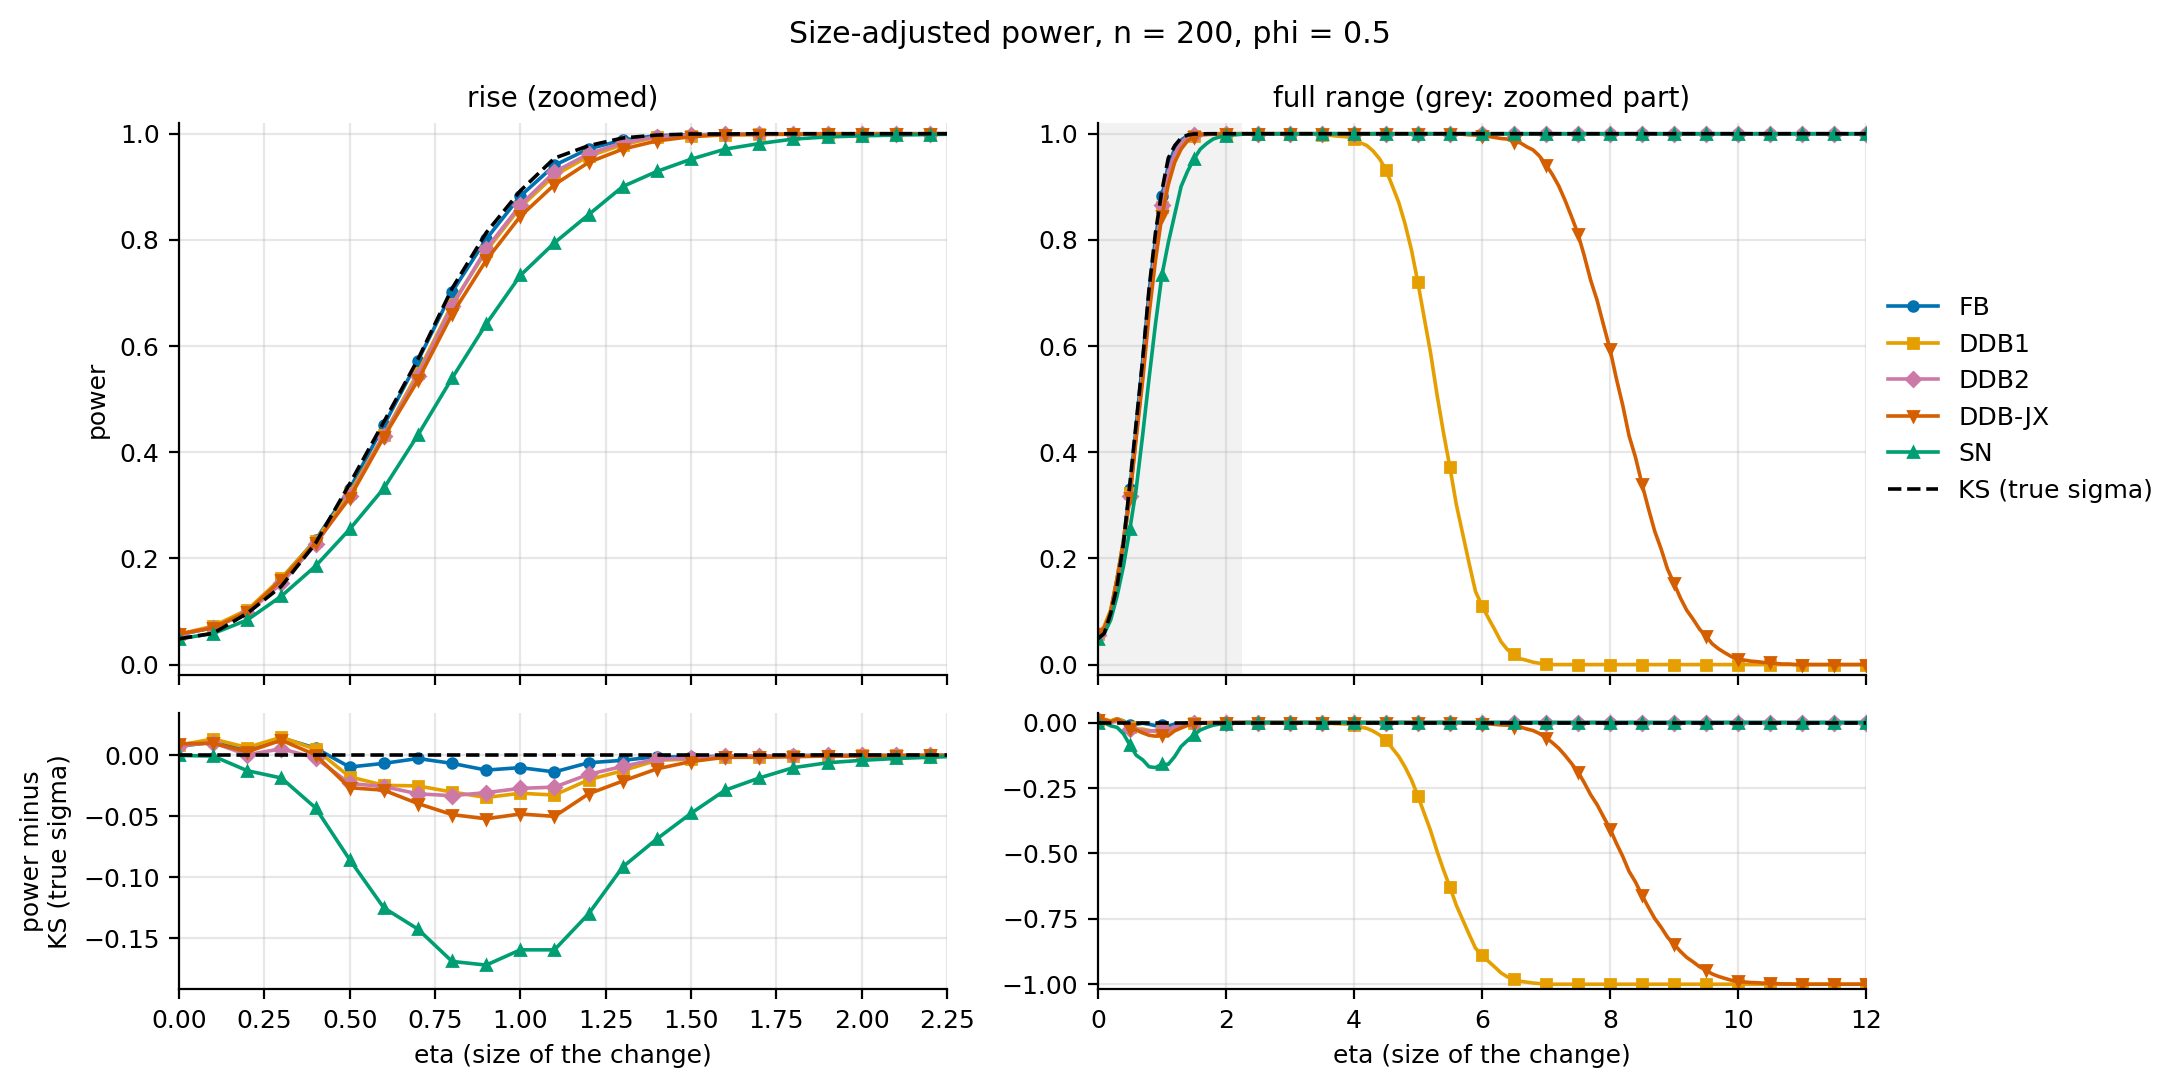 Size-adjusted power, n = 200, phi = 0.5
rise (zoomed)
1.0
0.8
0.6
0.4
0.2
0.0
power
full range (grey: zoomed part)
1.0
0.8
0.6
0.4
0.2
0.0
FB
DDB1
DDB2
DDB-JX
SN
KS (true sigma)
0.00
−0.05
−0.10
−0.15
power minus
KS (true sigma)
0.00 0.25 0.50 0.75 1.00 1.25 1.50 1.75 2.00 2.25
eta (size of the change)
0.00
−0.25
−0.50
−0.75
−1.00
0 2 4 6 8 10 12
eta (size of the change)